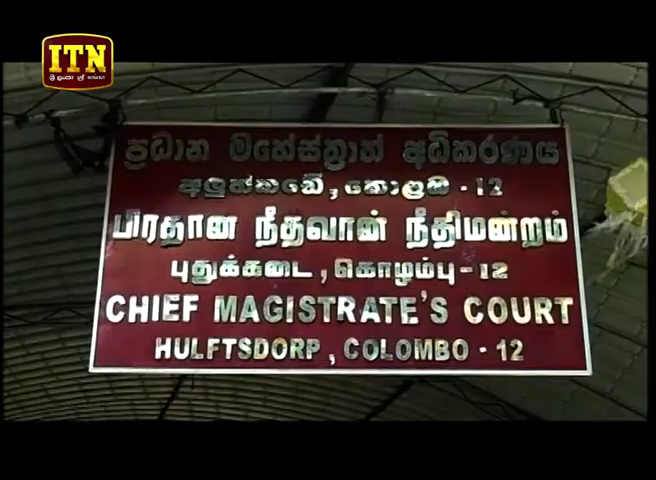 ITN
ශ්‍රී ලංකා ஸ்ரீ லங்கா
ප්‍රධාන මහේස්ත්‍රාත් අධිකරණය
අලුත්කඩේ, කොළඹ - 12
பிரதான நீதவான் நீதிமன்றம்
புதுக்கடை, கொழும்பு - 12
CHIEF MAGISTRATE'S COURT
HULFTSDORP, COLOMBO - 12